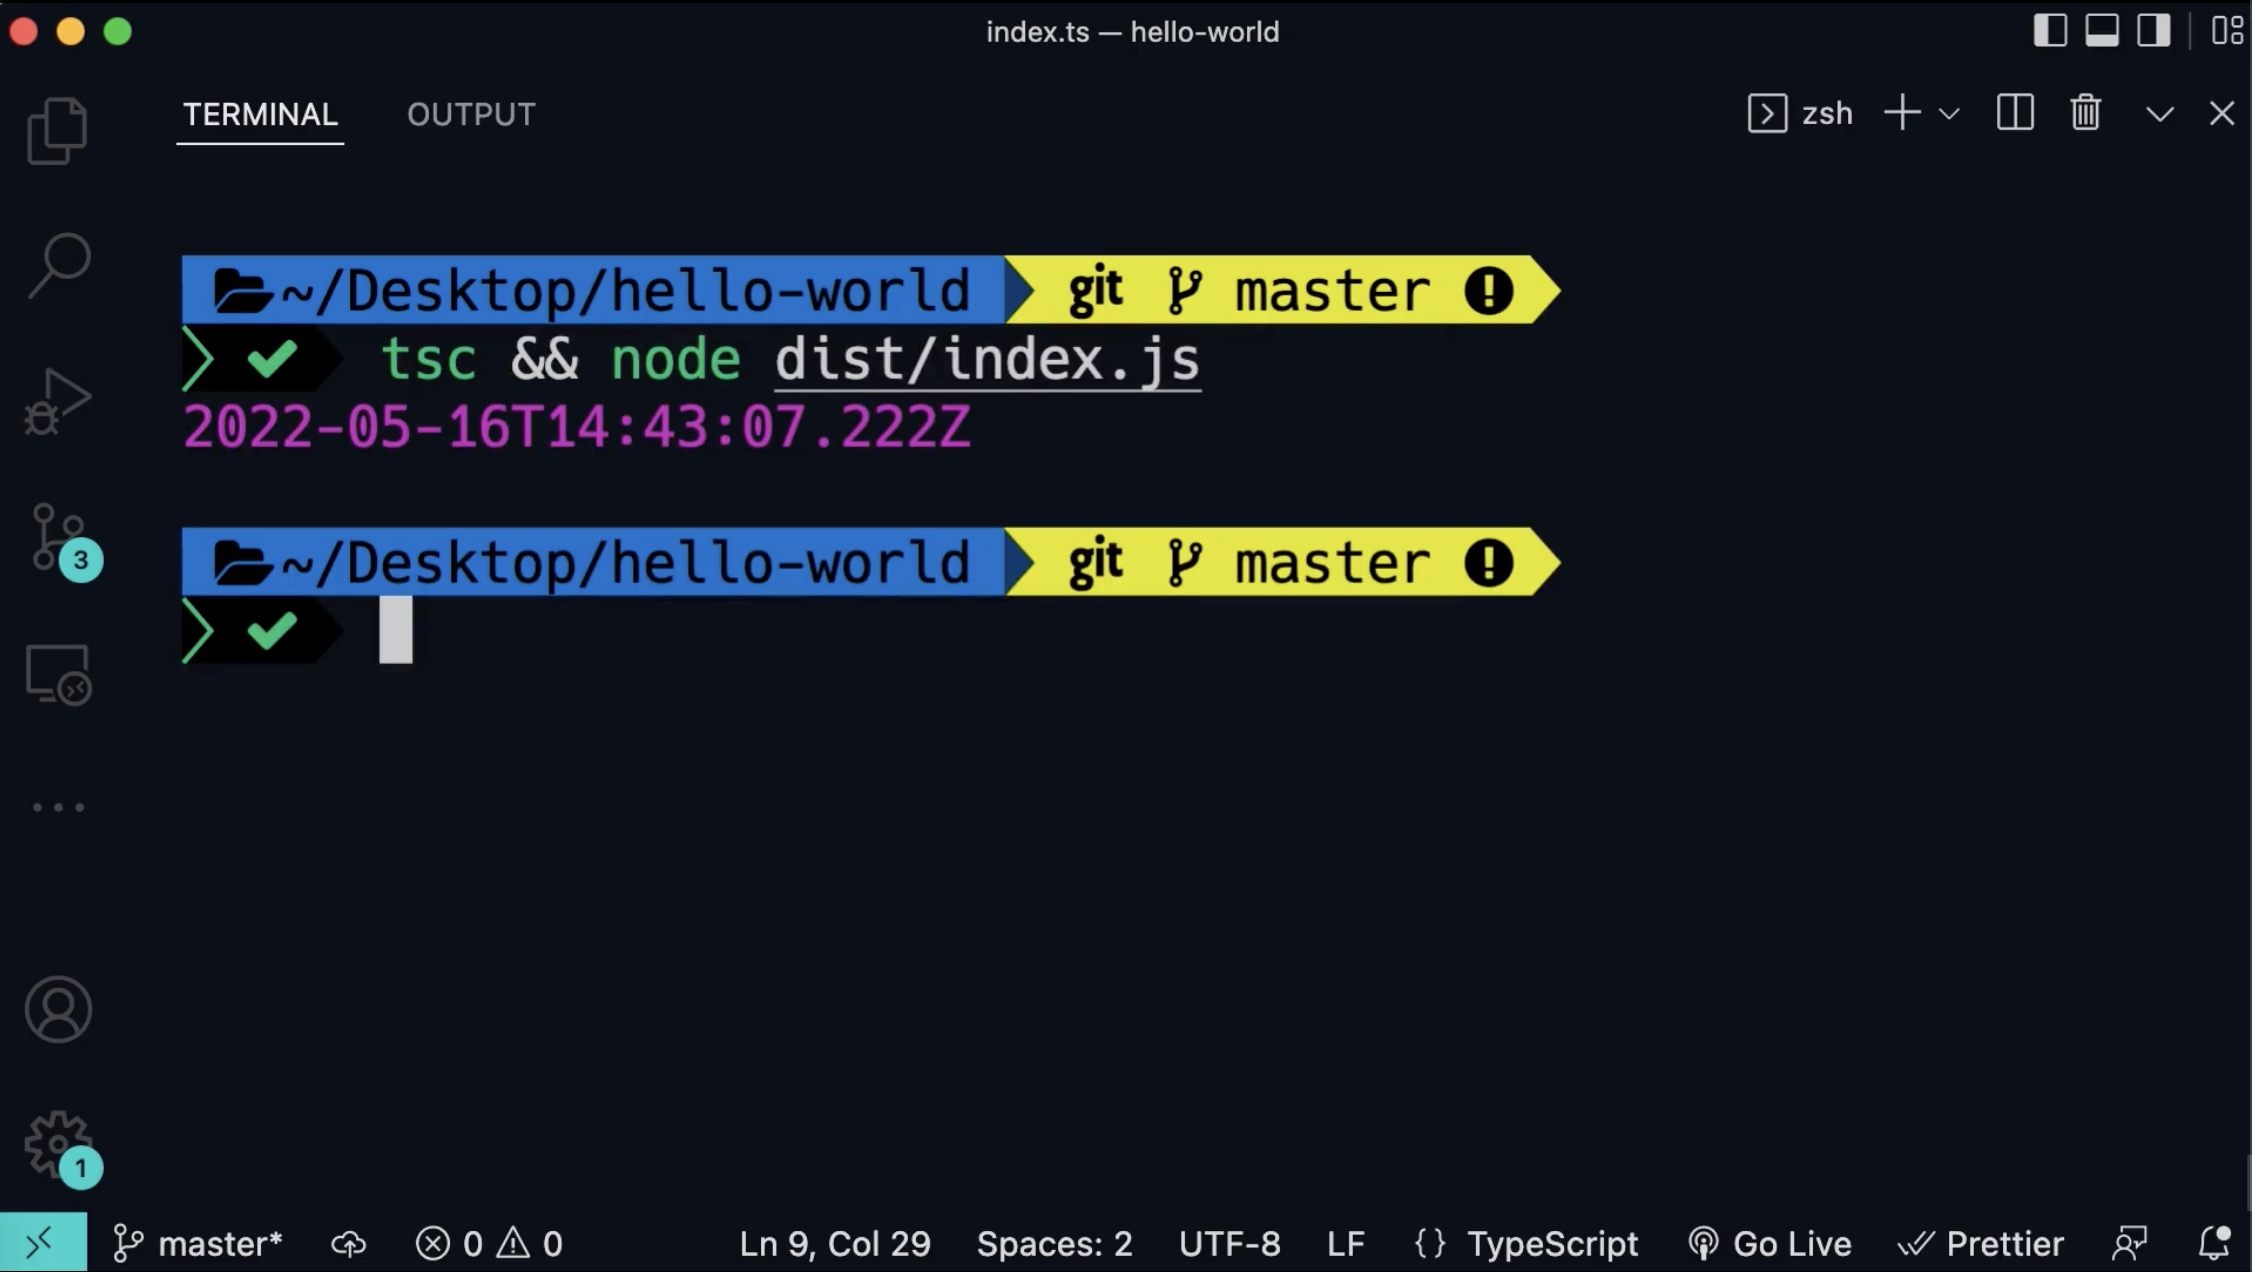 index.ts — hello-world
TERMINAL OUTPUT
zsh
~/Desktop/hello-world git master
tsc && node dist/index.js
2022-05-16T14:43:07.222Z
~/Desktop/hello-world git master
3
1
master* 0 0 Ln 9, Col 29 Spaces: 2 UTF-8 LF {} TypeScript Go Live Prettier